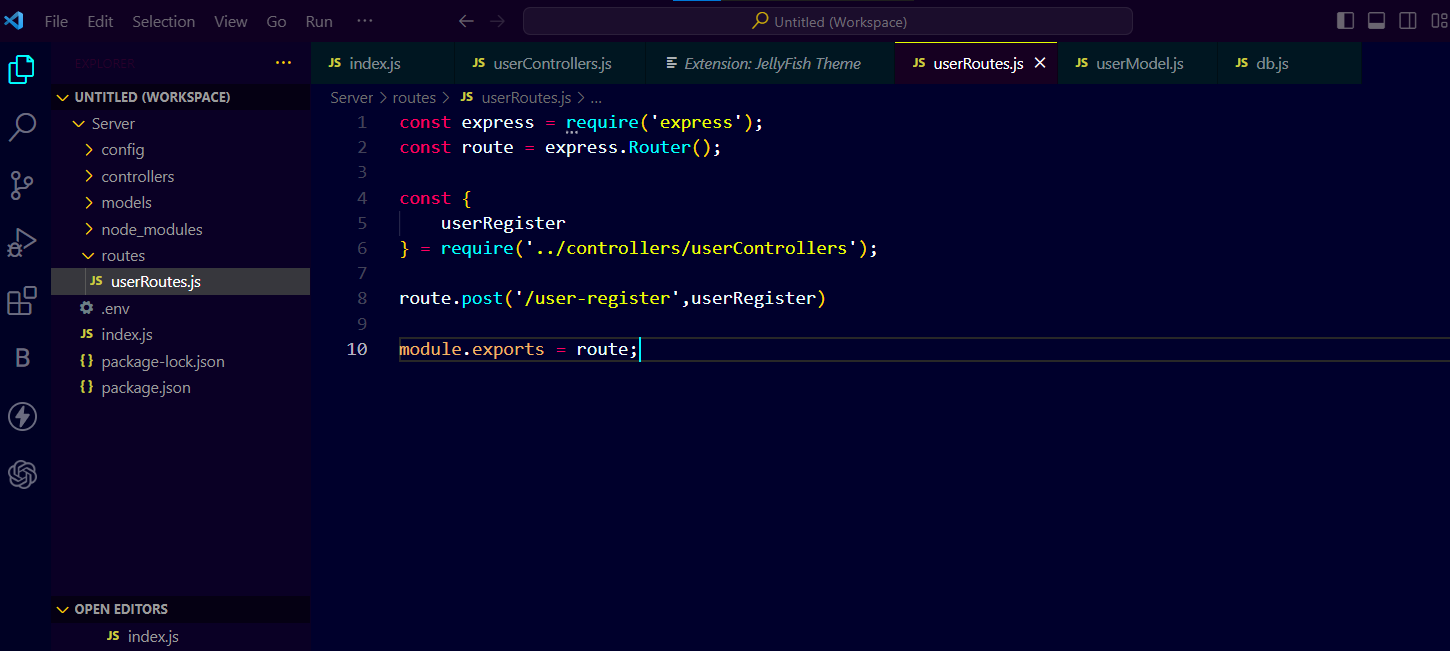 File Edit Selection View Go Run ···
Untitled (Workspace)
EXPLORER ···
JS index.js JS userControllers.js Extension: JellyFish Theme JS userRoutes.js JS userModel.js JS db.js
UNTITLED (WORKSPACE)
Server
config
controllers
models
node_modules
routes
JS userRoutes.js
.env
JS index.js
{} package-lock.json
{} package.json
OPEN EDITORS
JS index.js
B
Server > routes > JS userRoutes.js > ...
1 const express = require('express');
2 const route = express.Router();
3
4 const {
5     userRegister
6 } = require('../controllers/userControllers');
7
8 route.post('/user-register',userRegister)
9
10 module.exports = route;